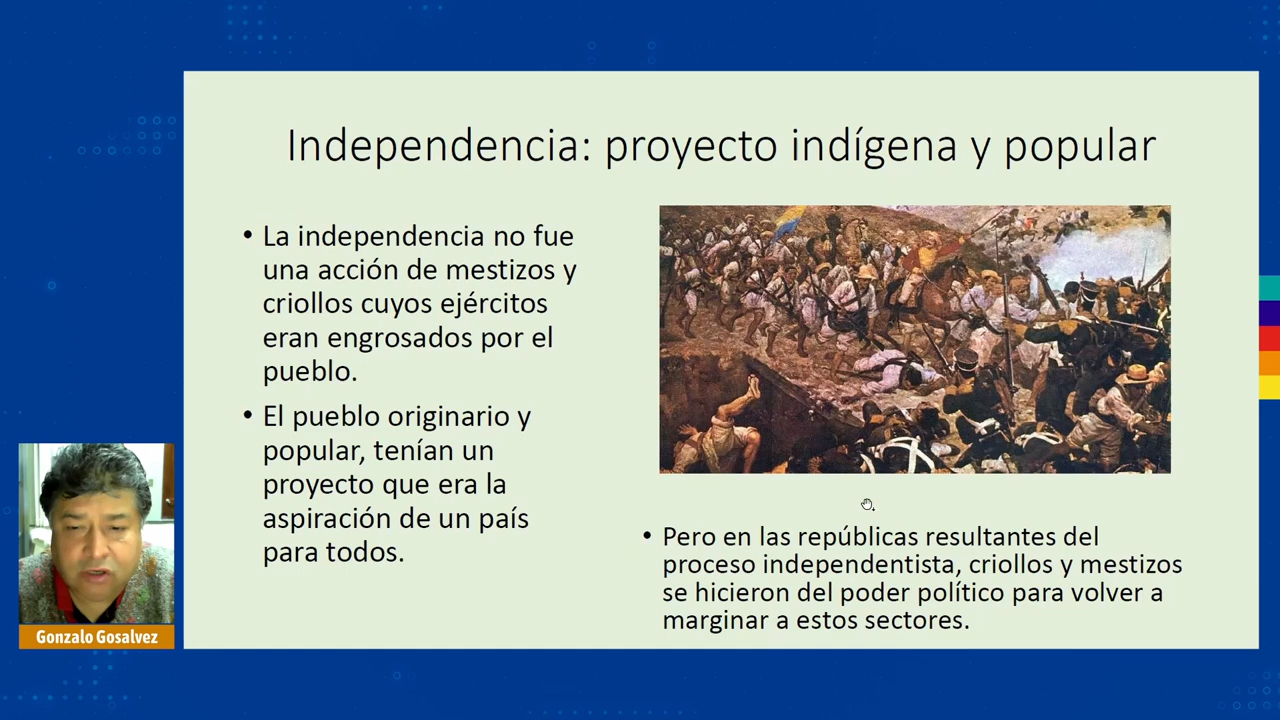 Independencia: proyecto indígena y popular
• La independencia no fue
una acción de mestizos y
criollos cuyos ejércitos
eran engrosados por el
pueblo.
• El pueblo originario y
popular, tenían un
proyecto que era la
aspiración de un país
para todos.
• Pero en las repúblicas resultantes del
proceso independentista, criollos y mestizos
se hicieron del poder político para volver a
marginar a estos sectores.
Gonzalo Gosalvez